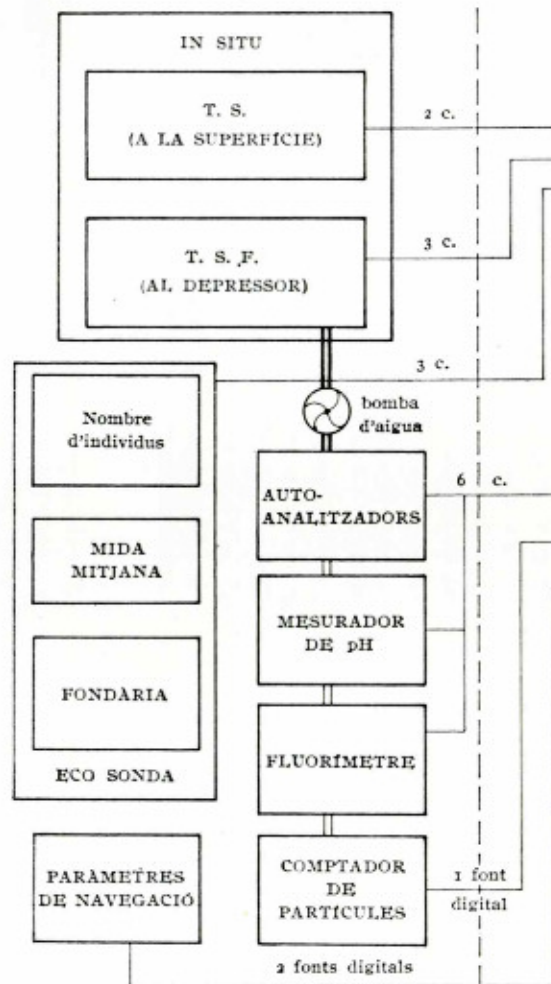 IN SITU
T. S.
(A LA SUPERFÍCIE)
2 c.
T. S. F.
(AL DEPRESSOR)
3 c.
3 c.
Nombre
d'individus
bomba
d'aigua
AUTO-
ANALITZADORS
6 c.
MIDA
MITJANA
MESURADOR
DE pH
FONDÀRIA
ECO SONDA
FLUORÍMETRE
PARÀMETRES
DE NAVEGACIÓ
COMPTADOR
DE
PARTÍCULES
1 font
digital
2 fonts digitals